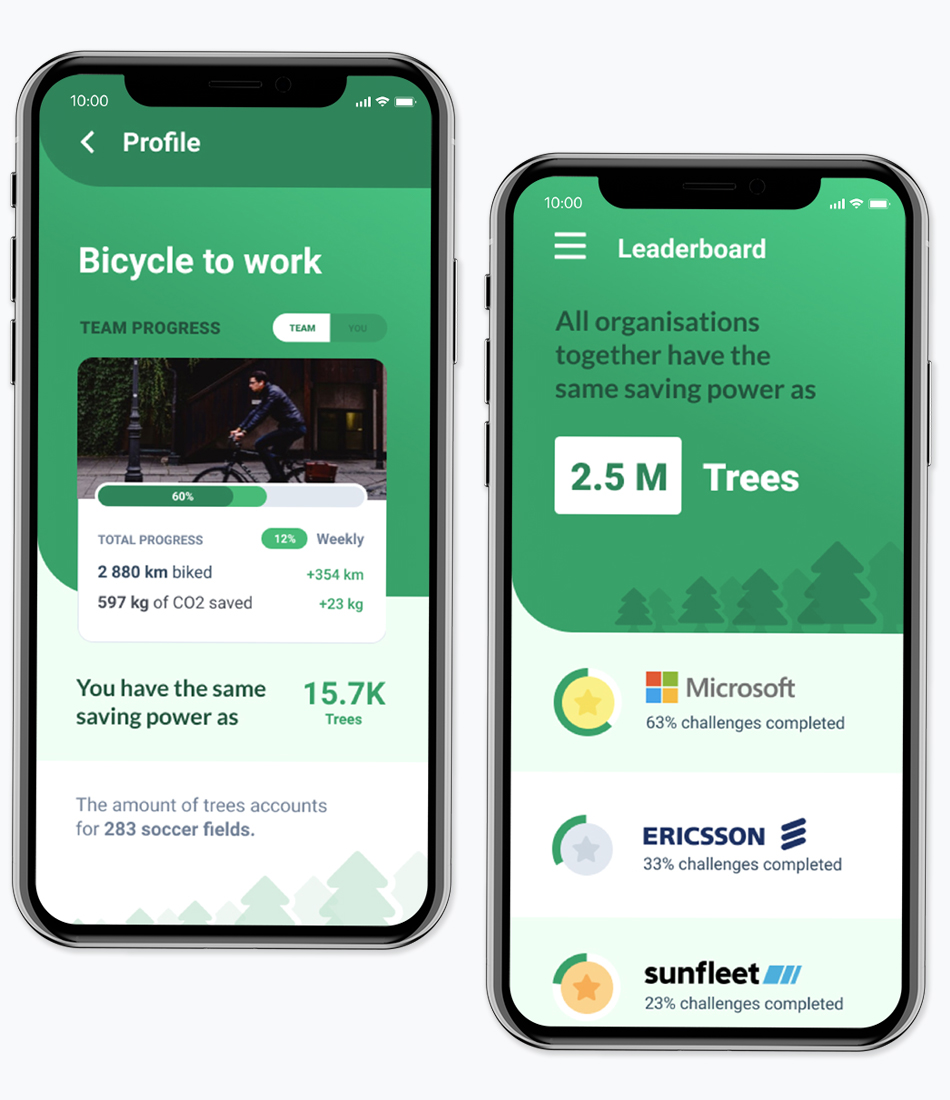 10:00
Profile
Bicycle to work
TEAM PROGRESS
TEAM
YOU
60%
TOTAL PROGRESS
12% Weekly
2 880 km biked
+354 km
597 kg of CO2 saved
+23 kg
You have the same
saving power as
15.7K
Trees
The amount of trees accounts
for 283 soccer fields.
10:00
Leaderboard
All organisations
together have the
same saving power as
2.5 M Trees
Microsoft
63% challenges completed
ERICSSON
33% challenges completed
sunfleet
23% challenges completed